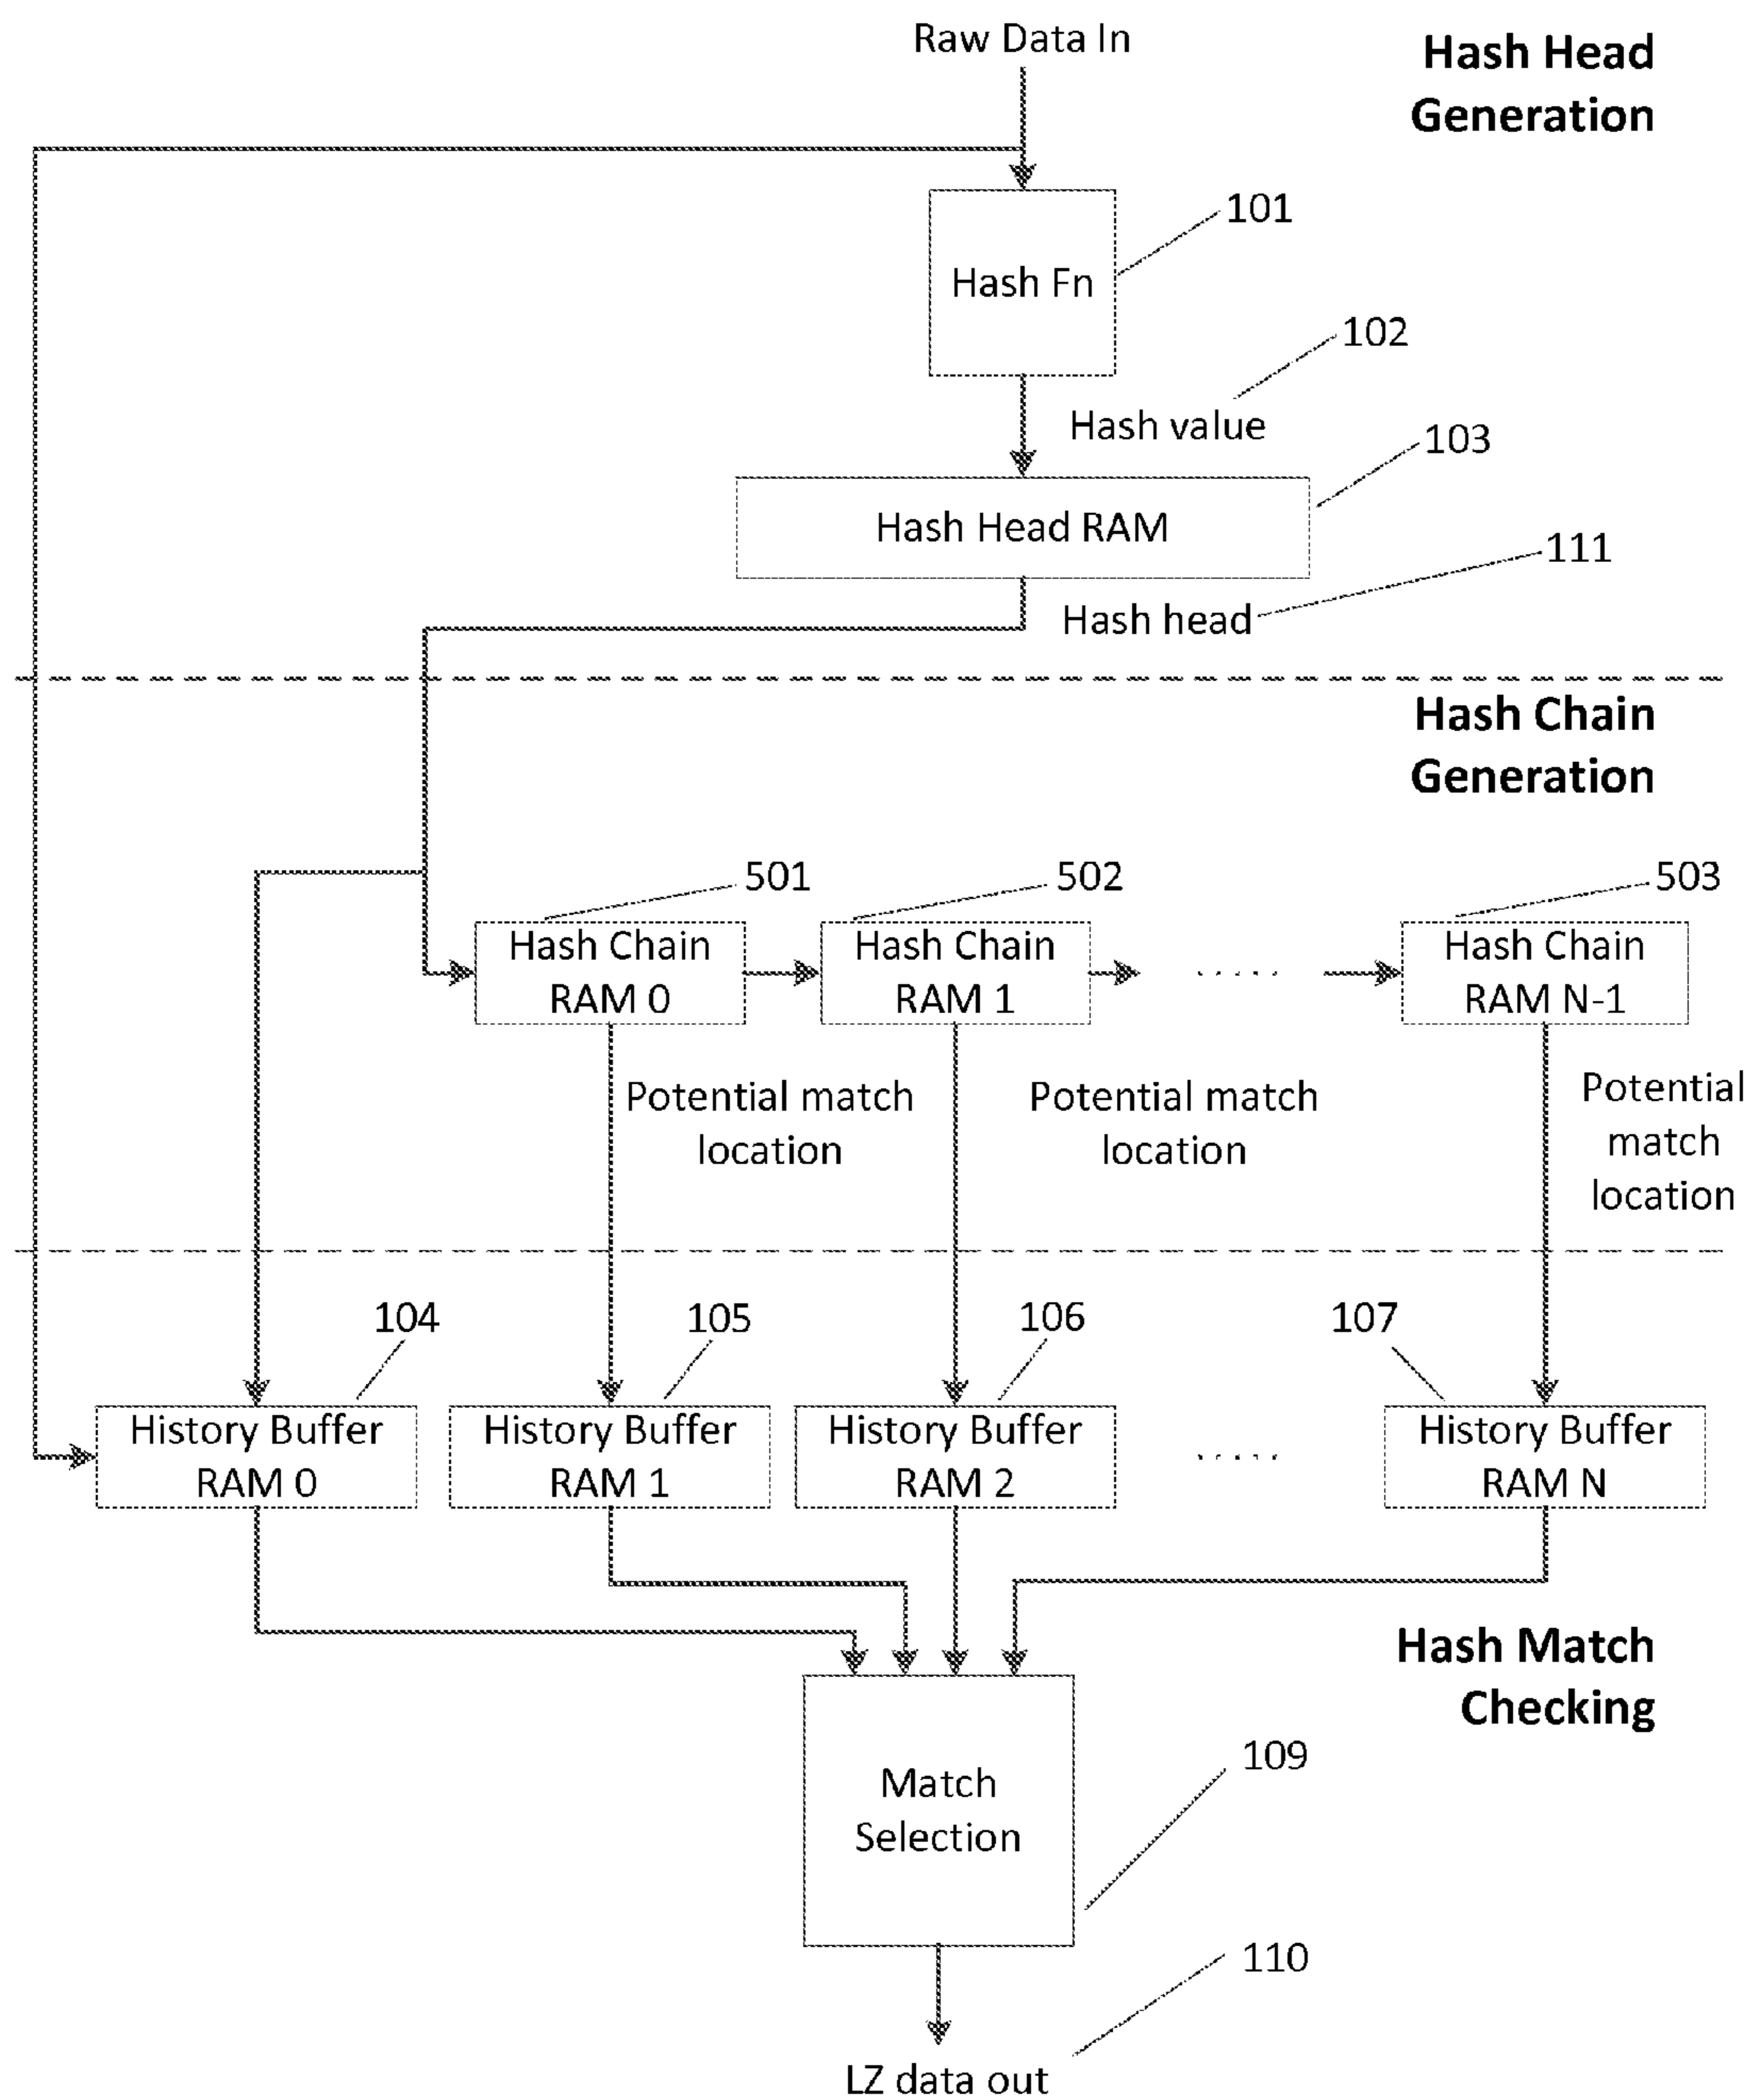 Raw Data In
Hash Head
Generation
101
Hash Fn
102
Hash value
103
Hash Head RAM
111
Hash head
Hash Chain
Generation
501
502
503
Hash Chain
RAM 0
Hash Chain
RAM 1
. . . . .
Hash Chain
RAM N-1
Potential match
location
Potential match
location
Potential
match
location
104
105
106
107
History Buffer
RAM 0
History Buffer
RAM 1
History Buffer
RAM 2
. . . . .
History Buffer
RAM N
Hash Match
Checking
Match
Selection
109
110
LZ data out